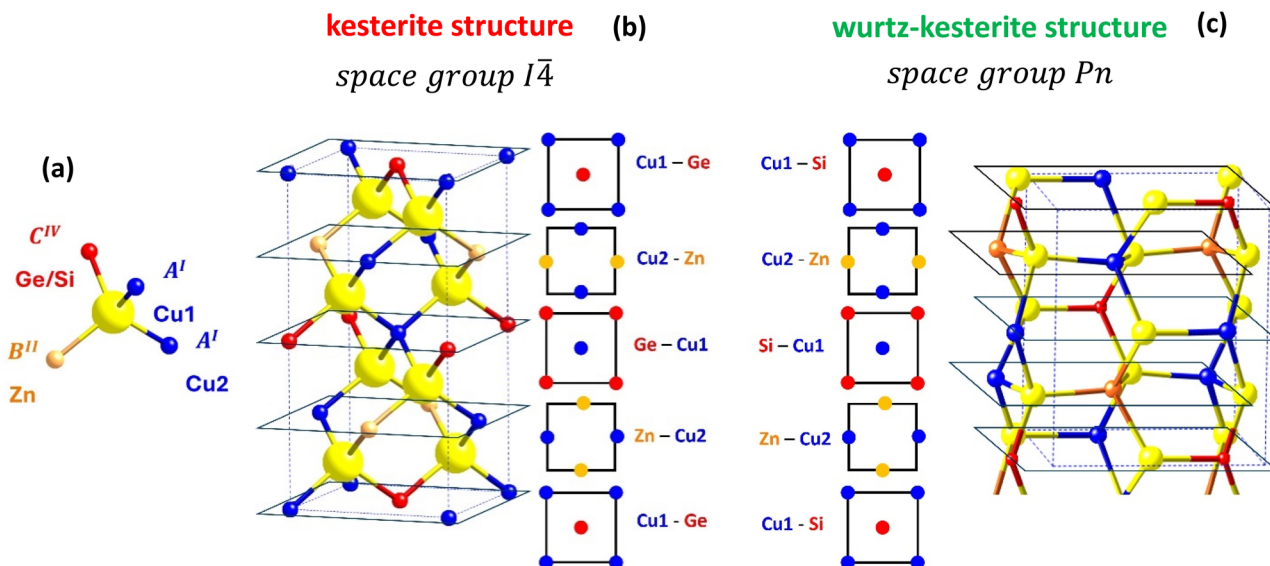 kesterite structure (b)
space group I4̅
wurtz-kesterite structure (c)
space group Pn
(a)
C^IV
Ge/Si
A^I
Cu1
A^I
Cu2
B^II
Zn
Cu1 – Ge
Cu2 - Zn
Ge – Cu1
Zn – Cu2
Cu1 - Ge
Cu1 – Si
Cu2 - Zn
Si – Cu1
Zn – Cu2
Cu1 - Si